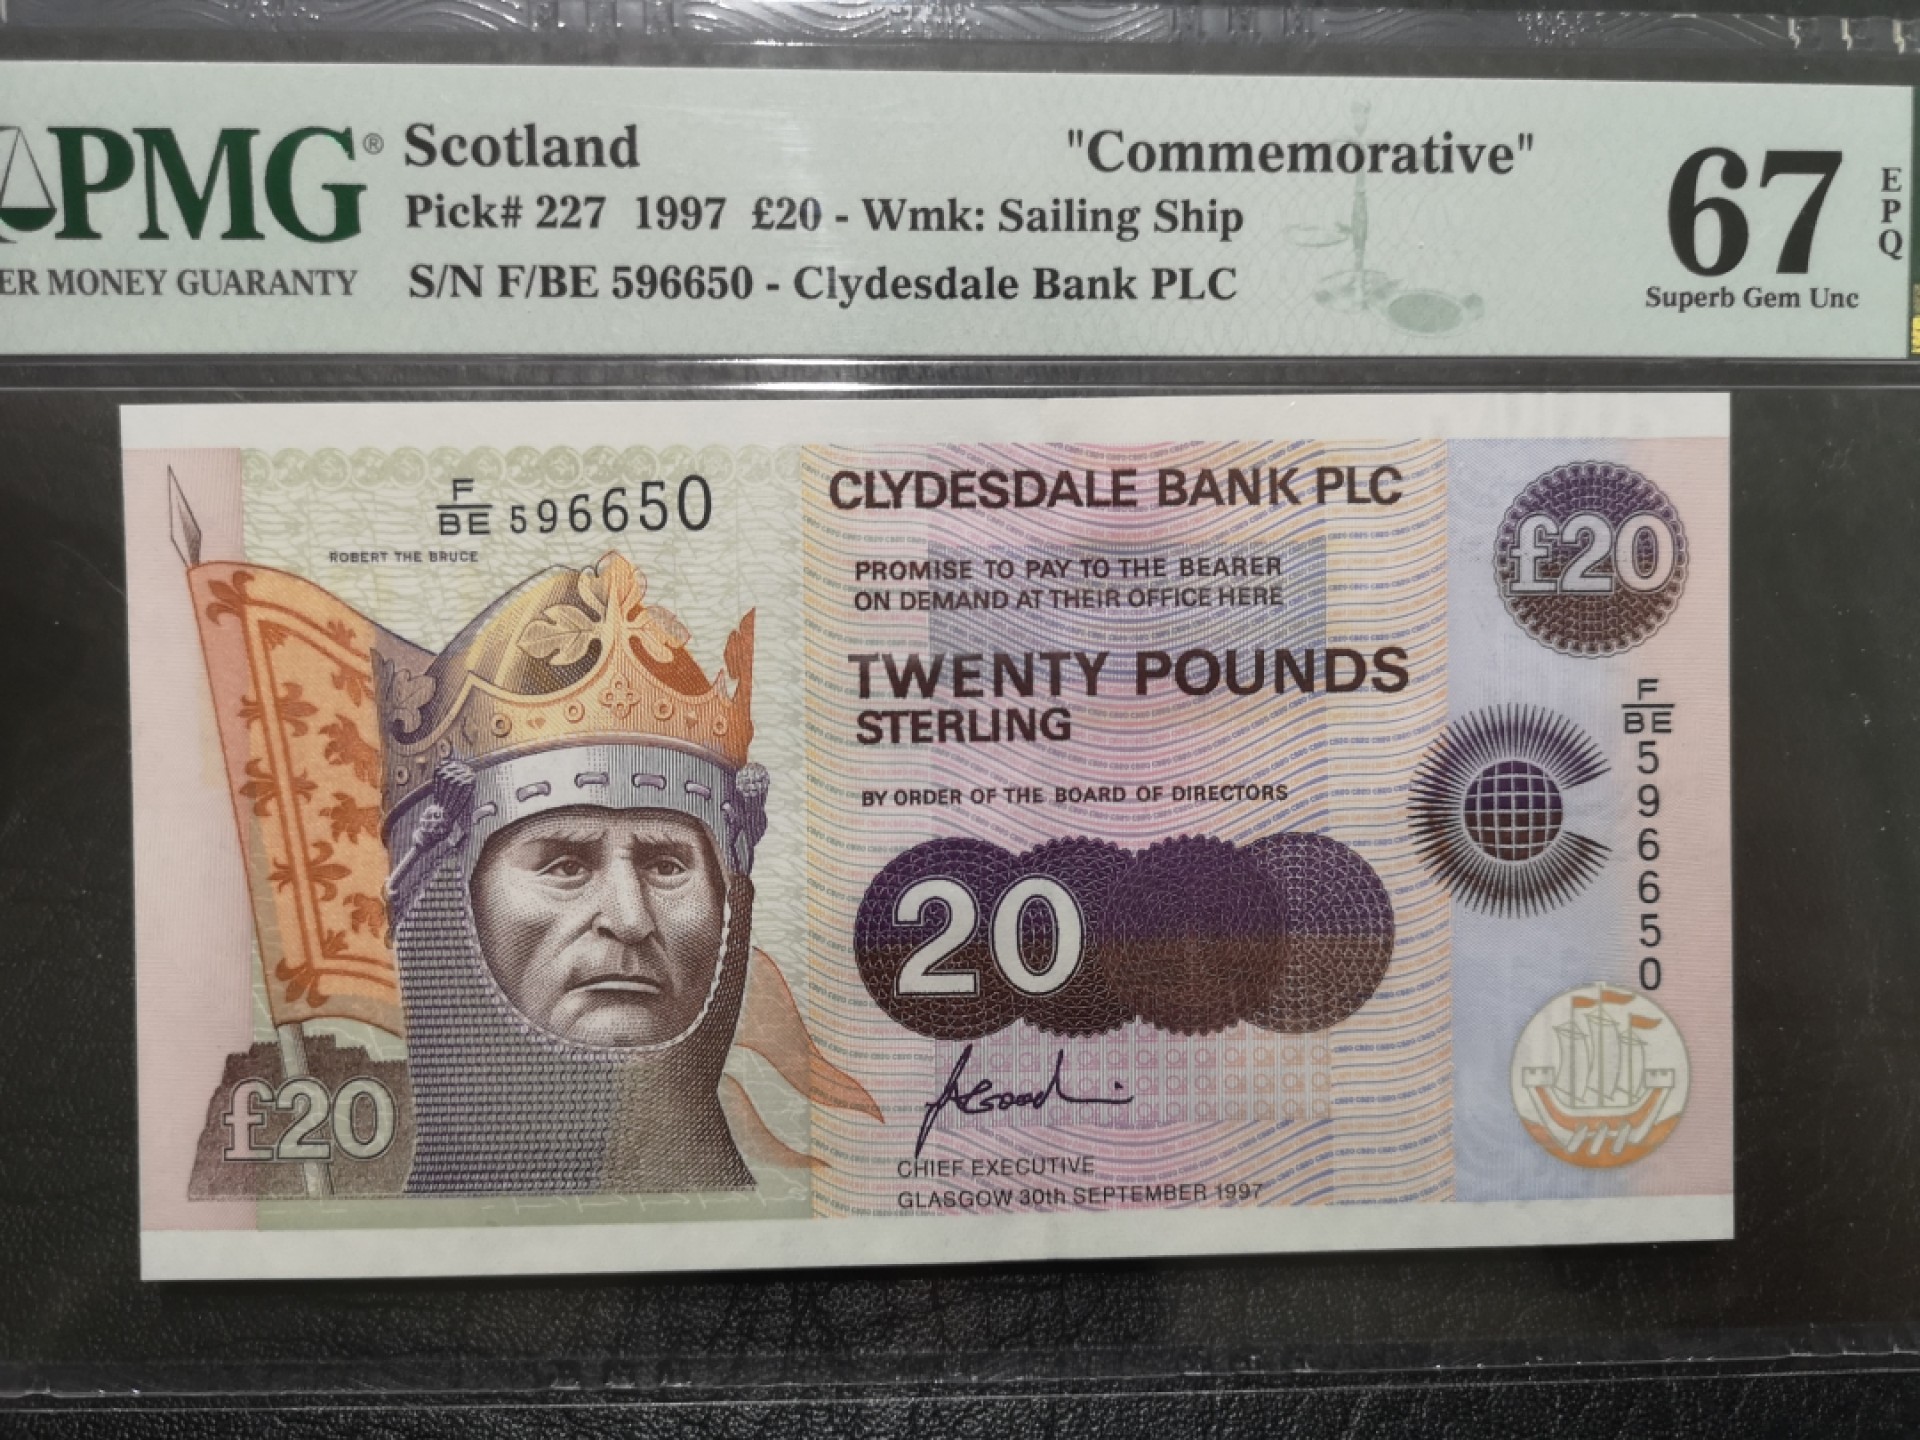 PMG®
ER MONEY GUARANTY
Scotland
"Commemorative"
Pick# 227 1997 £20 - Wmk: Sailing Ship
S/N F/BE 596650 - Clydesdale Bank PLC
67
EPQ
Superb Gem Unc
F
BE 596650
ROBERT THE BRUCE
CLYDESDALE BANK PLC
PROMISE TO PAY TO THE BEARER
ON DEMAND AT THEIR OFFICE HERE
TWENTY POUNDS
STERLING
BY ORDER OF THE BOARD OF DIRECTORS
20
CHIEF EXECUTIVE
GLASGOW 30th SEPTEMBER 1997
£20
£20
F
BE
596650